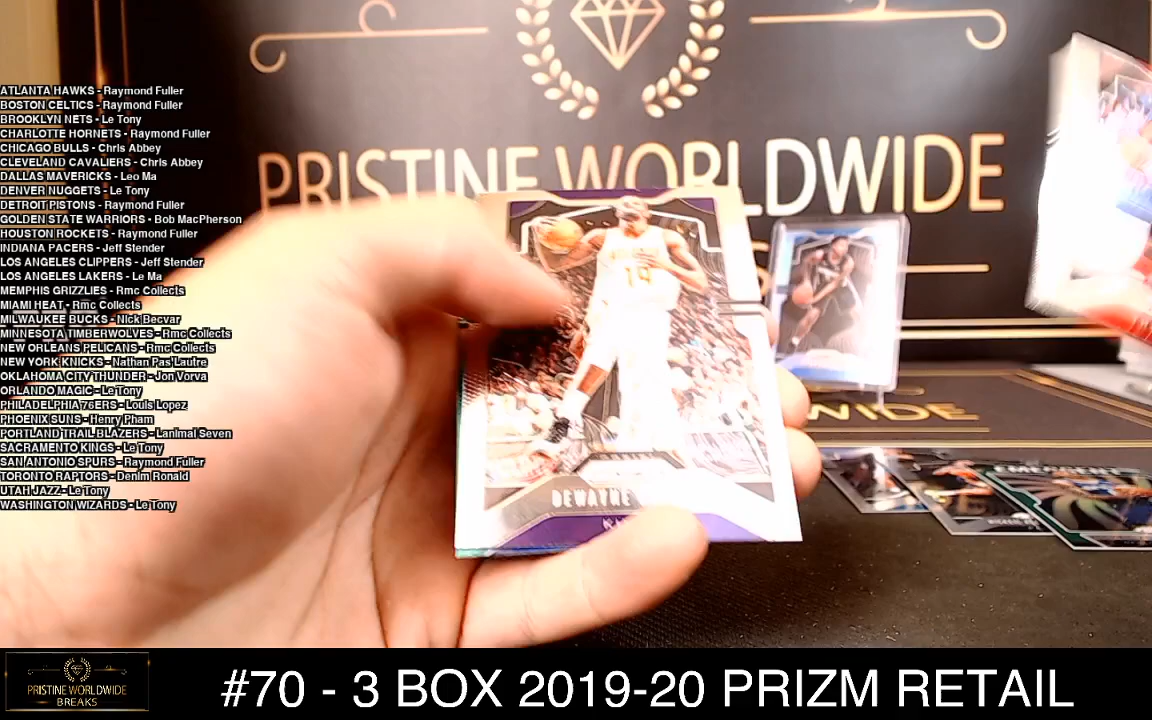 ATLANTA HAWKS - Raymond Fuller
BOSTON CELTICS - Raymond Fuller
BROOKLYN NETS - Le Tony
CHARLOTTE HORNETS - Raymond Fuller
CHICAGO BULLS - Chris Abbey
CLEVELAND CAVALIERS - Chris Abbey
DALLAS MAVERICKS - Leo Ma
DENVER NUGGETS - Le Tony
DETROIT PISTONS - Raymond Fuller
GOLDEN STATE WARRIORS - Bob MacPherson
HOUSTON ROCKETS - Raymond Fuller
INDIANA PACERS - Jeff Stender
LOS ANGELES CLIPPERS - Jeff Stender
LOS ANGELES LAKERS - Le Ma
MEMPHIS GRIZZLIES - Rmc Collects
MIAMI HEAT - Rmc Collects
MILWAUKEE BUCKS - Nick Becvar
MINNESOTA TIMBERWOLVES - Rmc Collects
NEW ORLEANS PELICANS - Rmc Collects
NEW YORK KNICKS - Nathan Pas Lautre
OKLAHOMA CITY THUNDER - Jon Vorva
ORLANDO MAGIC - Le Tony
PHILADELPHIA 76ERS - Louis Lopez
PHOENIX SUNS - Henry Pham
PORTLAND TRAIL BLAZERS - Lanimal Seven
SACRAMENTO KINGS - Le Tony
SAN ANTONIO SPURS - Raymond Fuller
TORONTO RAPTORS - Denim Ronald
UTAH JAZZ - Le Tony
WASHINGTON WIZARDS - Le Tony
PRISTINE WORLDWIDE
DEWAYNE
WIDE
EMERGENT
PRISTINE WORLDWIDE
BREAKS
#70 - 3 BOX 2019-20 PRIZM RETAIL